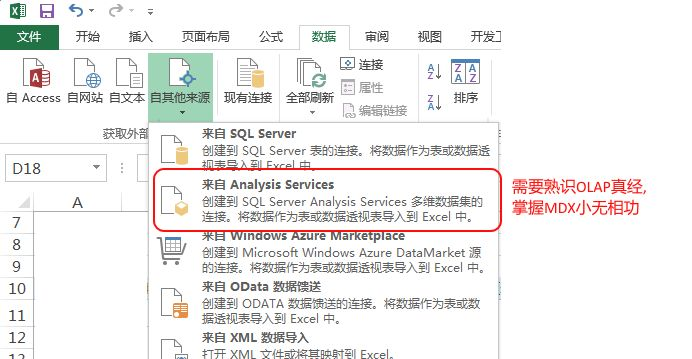 文件
开始
页面布局
公式
数据
审阅
视图
开发工
自 Access
自网站
自文本
自其他来源
现有连接
全部刷新
连接
属性
编辑链接
排序
获取外部
D18
A
7
8
9
10
11
12
来自 SQL Server
创建到 SQL Server 表的连接。将数据作为表或数据透
视表导入到 Excel 中。
来自 Analysis Services
创建到 SQL Server Analysis Services 多维数据集的
连接。将数据作为表或数据透视表导入到 Excel 中。
来自 Windows Azure Marketplace
创建到 Microsoft Windows Azure DataMarket 源
的连接。将数据作为表或数据透视表导入到 Excel 中。
来自 OData 数据馈送
创建到 ODATA 数据馈送的连接。将数据作为表或数
据透视表导入到 Excel 中。
来自 XML 数据导入
打开 XML 文件或将其映射到 Excel。
需要熟识OLAP真经,
掌握MDX小无相功